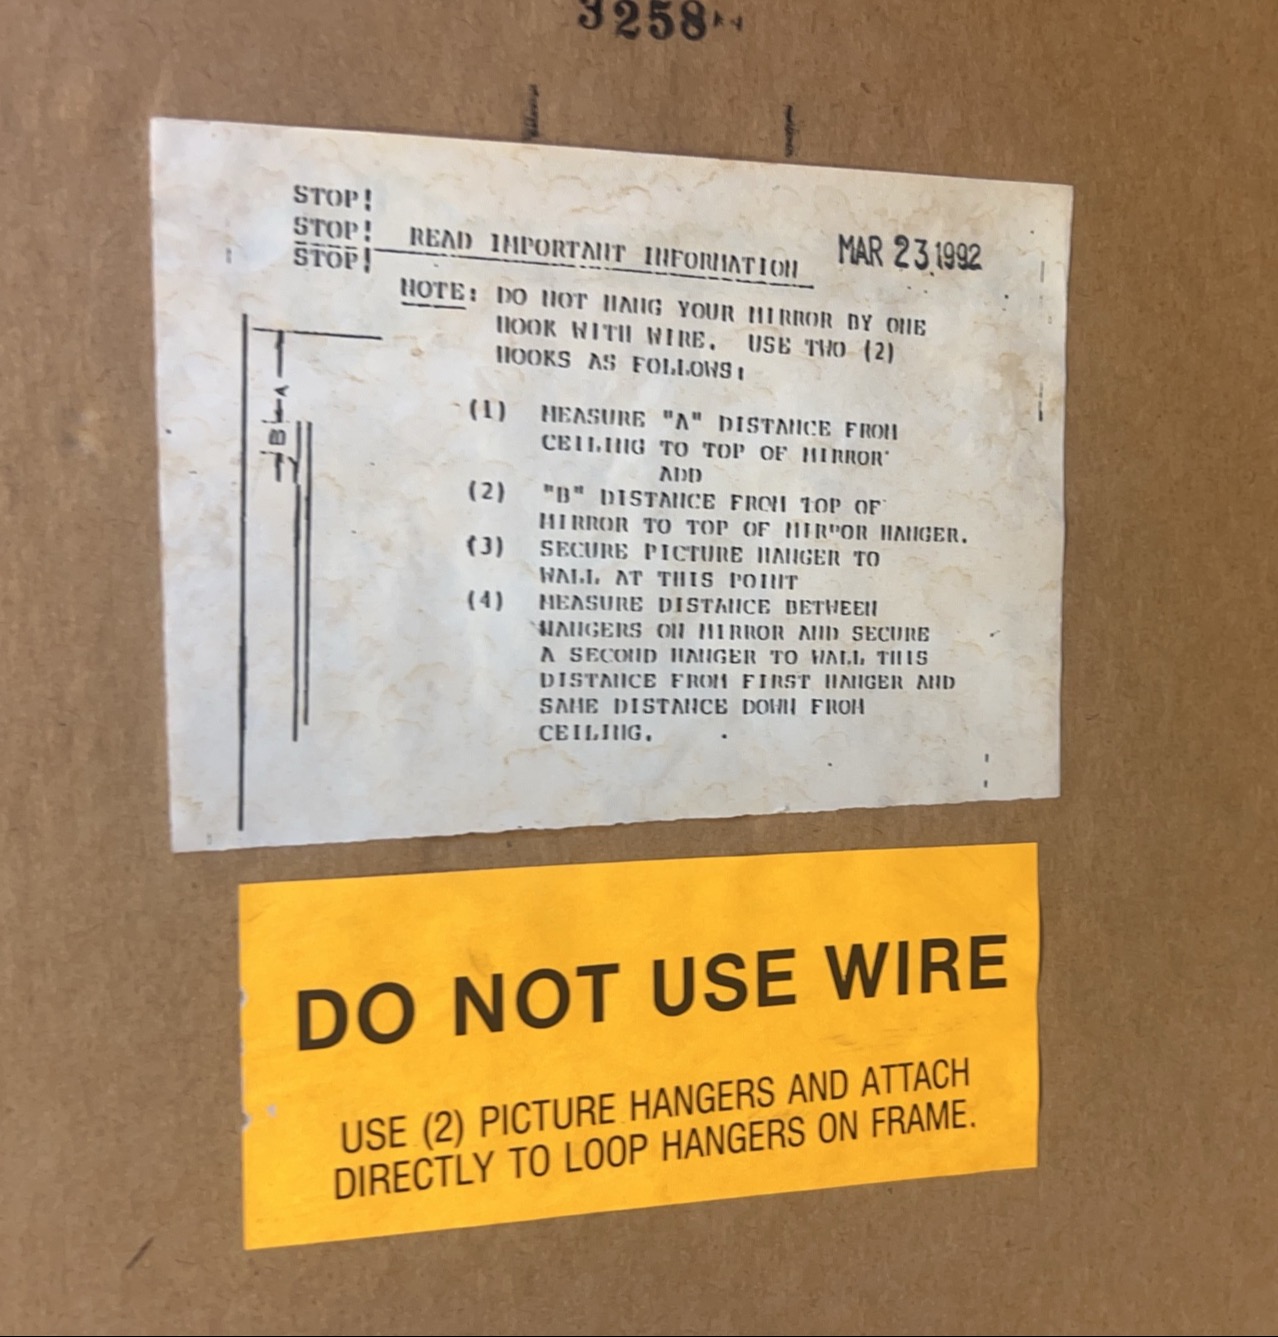 3258
STOP!
STOP! READ IMPORTANT INFORMATION MAR 23 1992
STOP!
NOTE: DO NOT HANG YOUR MIRROR BY ONE
HOOK WITH WIRE. USE TWO (2)
HOOKS AS FOLLOWS:
A
B
(1) MEASURE "A" DISTANCE FROM
CEILING TO TOP OF MIRROR
ADD
(2) "B" DISTANCE FROM TOP OF
MIRROR TO TOP OF MIRROR HANGER.
(3) SECURE PICTURE HANGER TO
WALL AT THIS POINT
(4) MEASURE DISTANCE BETWEEN
HANGERS ON MIRROR AND SECURE
A SECOND HANGER TO WALL THIS
DISTANCE FROM FIRST HANGER AND
SAME DISTANCE DOWN FROM
CEILING.
DO NOT USE WIRE
USE (2) PICTURE HANGERS AND ATTACH
DIRECTLY TO LOOP HANGERS ON FRAME.